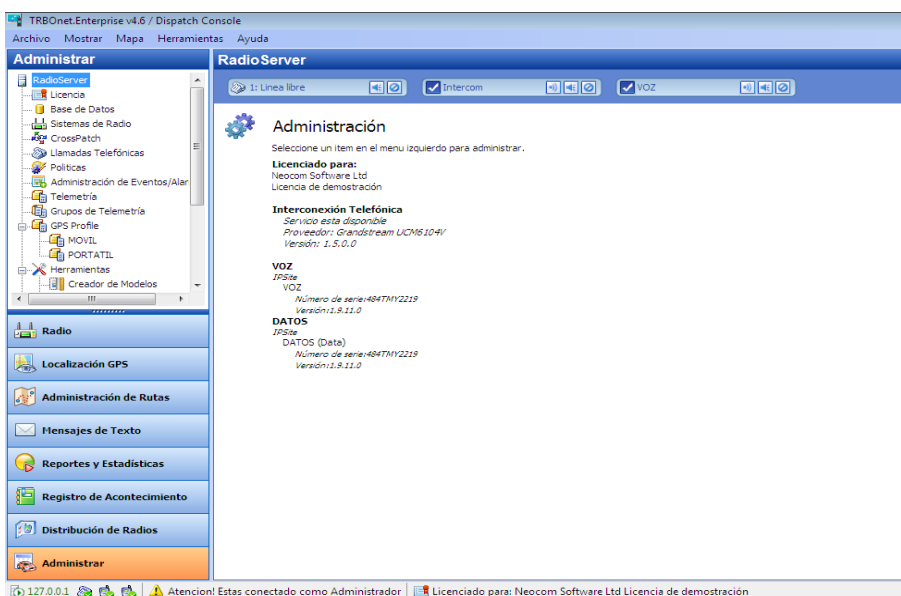 TRBOnet.Enterprise v4.6 / Dispatch Console
Archivo Mostrar Mapa Herramientas Ayuda
Administrar
RadioServer
Licencia
Base de Datos
Sistemas de Radio
CrossPatch
Llamadas Telefónicas
Politicas
Administración de Eventos/Alar
Telemetría
Grupos de Telemetría
GPS Profile
MOVIL
PORTATIL
Herramientas
Creador de Modelos
Radio
Localización GPS
Administración de Rutas
Mensajes de Texto
Reportes y Estadísticas
Registro de Acontecimiento
Distribución de Radios
Administrar
RadioServer
1: Linea libre
Intercom
VOZ
Administración
Seleccione un item en el menu izquierdo para administrar.
Licenciado para:
Neocom Software Ltd
Licencia de demostración
Interconexión Telefónica
Servicio esta disponible
Proveedor: Grandstream UCM6104V
Versión: 1.5.0.0
VOZ
IPSite
VOZ
Número de serie:484TMY2219
Versión:1.9.11.0
DATOS
IPSite
DATOS (Data)
Número de serie:484TMY2219
Versión:1.9.11.0
127.0.0.1 Atencion! Estas conectado como Administrador Licenciado para: Neocom Software Ltd Licencia de demostración